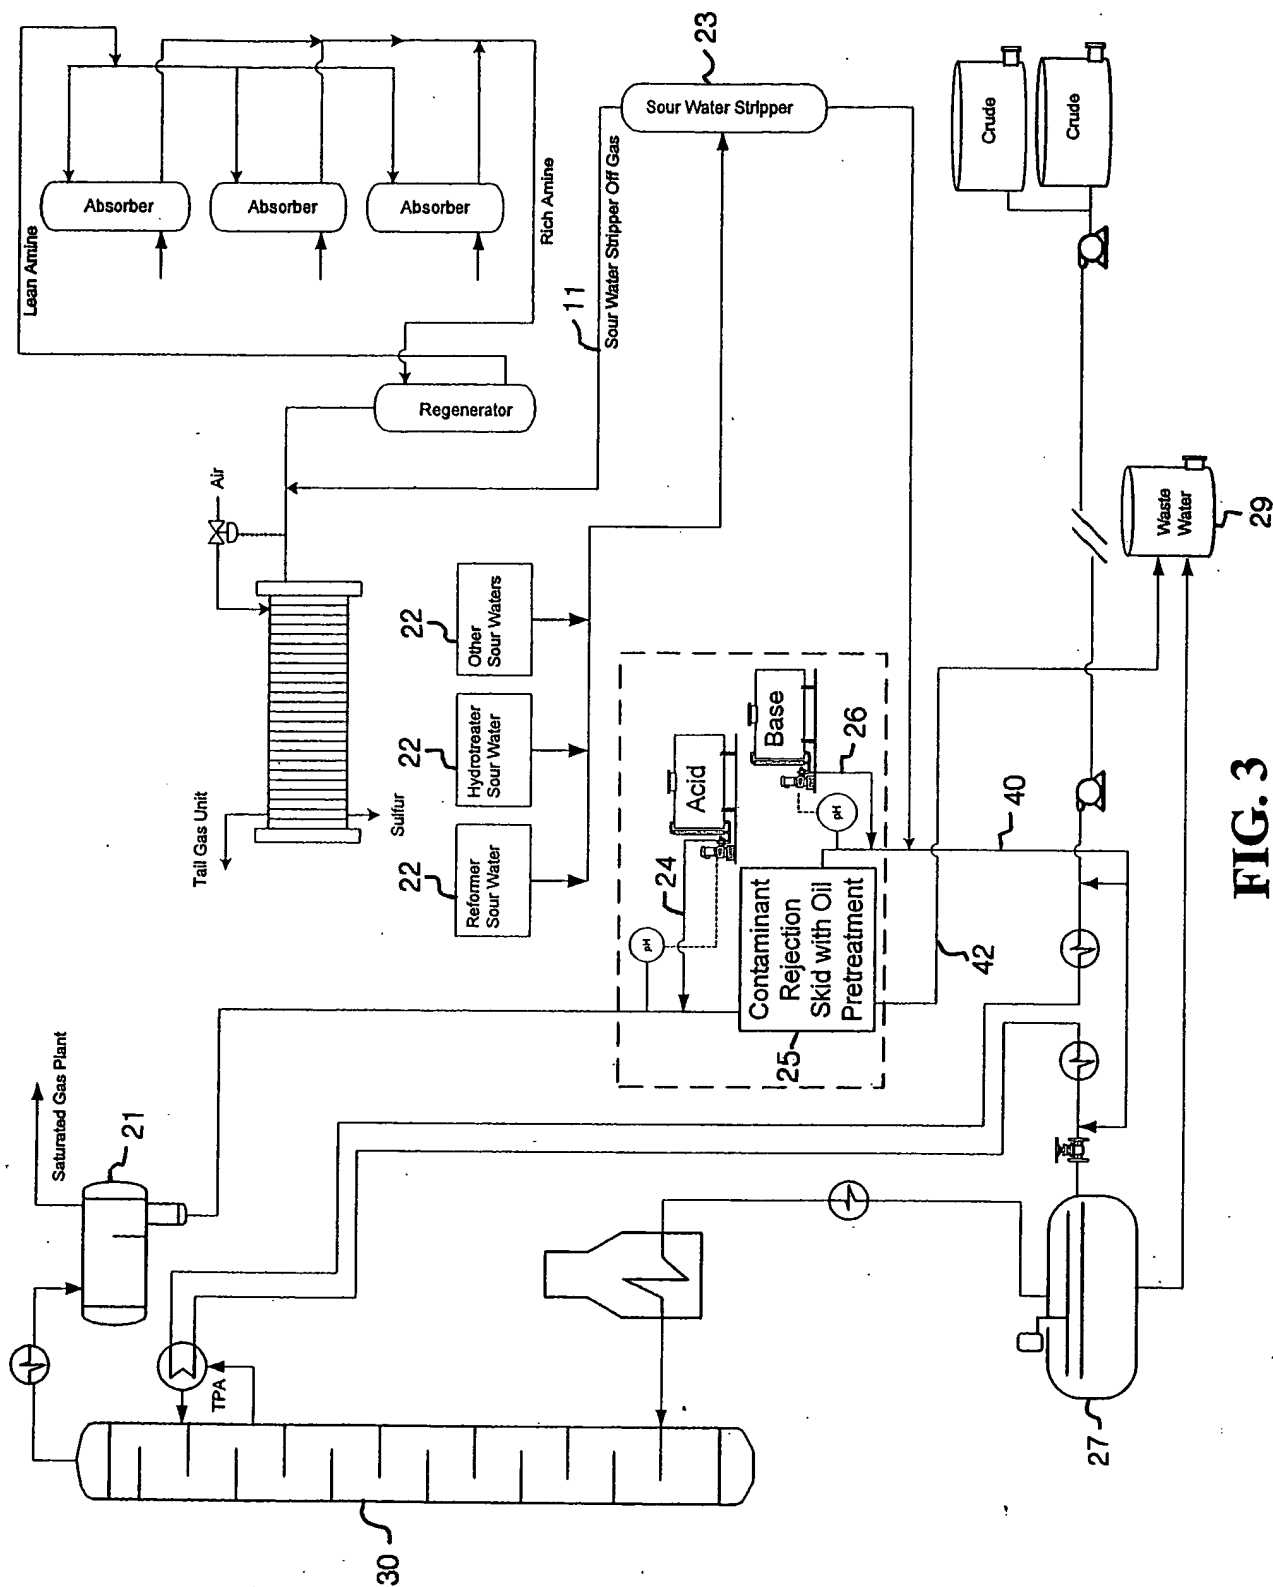 Lean Amine
Absorber
Absorber
Absorber
Rich Amine
Regenerator
Air
Tail Gas Unit
Sulfur
11
Sour Water Stripper Off Gas
23
Sour Water Stripper
22
Reformer
Sour Water
22
Hydrotreater
Sour Water
22
Other
Sour Waters
Saturated Gas Plant
21
TPA
30
pH
24
Acid
Base
pH
26
Contaminant
Rejection
Skid with Oil
Pretreatment
25
42
40
Crude
Crude
Waste
Water
29
27
FIG. 3